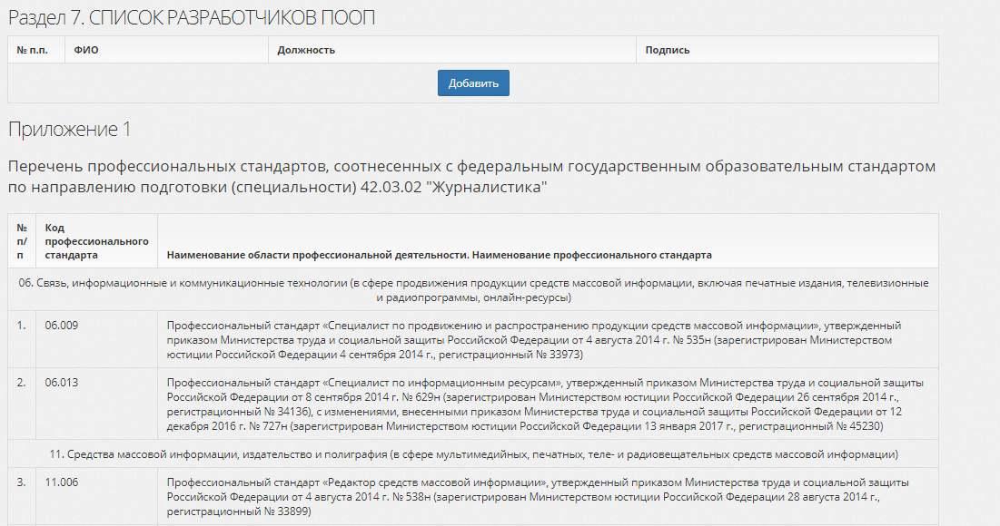 Раздел 7. СПИСОК РАЗРАБОТЧИКОВ ПООП
№ п.п. ФИО Должность Подпись
Добавить
Приложение 1
Перечень профессиональных стандартов, соотнесенных с федеральным государственным образовательным стандартом
по направлению подготовки (специальности) 42.03.02 "Журналистика"
№
п/
п
Код
профессионального
стандарта
Наименование области профессиональной деятельности. Наименование профессионального стандарта
06. Связь, информационные и коммуникационные технологии (в сфере продвижения продукции средств массовой информации, включая печатные издания, телевизионные
и радиопрограммы, онлайн-ресурсы)
1. 06.009 Профессиональный стандарт «Специалист по продвижению и распространению продукции средств массовой информации», утвержденный
приказом Министерства труда и социальной защиты Российской Федерации от 4 августа 2014 г. № 535н (зарегистрирован Министерством
юстиции Российской Федерации 4 сентября 2014 г., регистрационный № 33973)
2. 06.013 Профессиональный стандарт «Специалист по информационным ресурсам», утвержденный приказом Министерства труда и социальной защиты
Российской Федерации от 8 сентября 2014 г. № 629н (зарегистрирован Министерством юстиции Российской Федерации 26 сентября 2014 г.,
регистрационный № 34136), с изменениями, внесенными приказом Министерства труда и социальной защиты Российской Федерации от 12
декабря 2016 г. № 727н (зарегистрирован Министерством юстиции Российской Федерации 13 января 2017 г., регистрационный № 45230)
11. Средства массовой информации, издательство и полиграфия (в сфере мультимедийных, печатных, теле- и радиовещательных средств массовой информации)
3. 11.006 Профессиональный стандарт «Редактор средств массовой информации», утвержденный приказом Министерства труда и социальной защиты
Российской Федерации от 4 августа 2014 г. № 538н (зарегистрирован Министерством юстиции Российской Федерации 28 августа 2014 г.,
регистрационный № 33899)